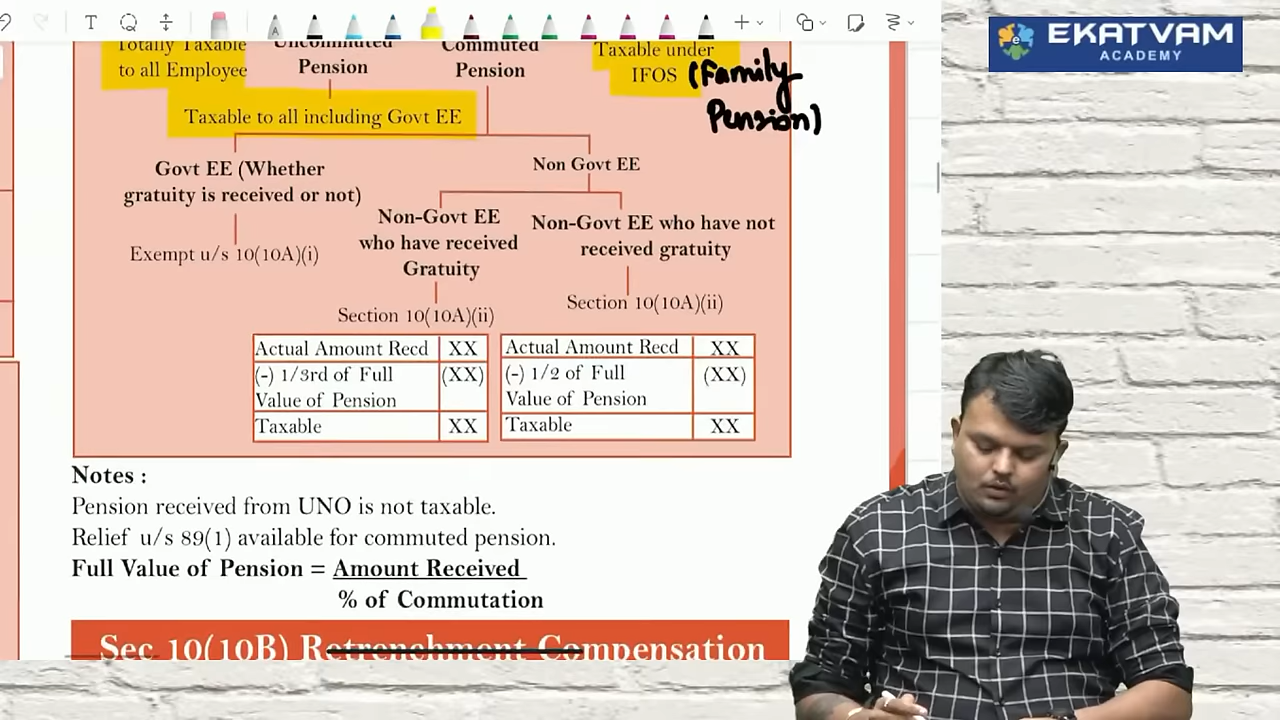 EKATVAM
ACADEMY
Totally Taxable
to all Employee
Uncommuted
Pension
Commuted
Pension
Taxable under
IFOS (Family
Pension)
Taxable to all including Govt EE
Govt EE (Whether
gratuity is received or not)
Exempt u/s 10(10A)(i)
Non Govt EE
Non-Govt EE
who have received
Gratuity
Section 10(10A)(ii)
Non-Govt EE who have not
received gratuity
Section 10(10A)(ii)
Actual Amount Recd XX
(-) 1/3rd of Full (XX)
Value of Pension
Taxable XX
Actual Amount Recd XX
(-) 1/2 of Full (XX)
Value of Pension
Taxable XX
Notes :
Pension received from UNO is not taxable.
Relief u/s 89(1) available for commuted pension.
Full Value of Pension = Amount Received
% of Commutation
Sec 10(10B) Retrenchment Compensation